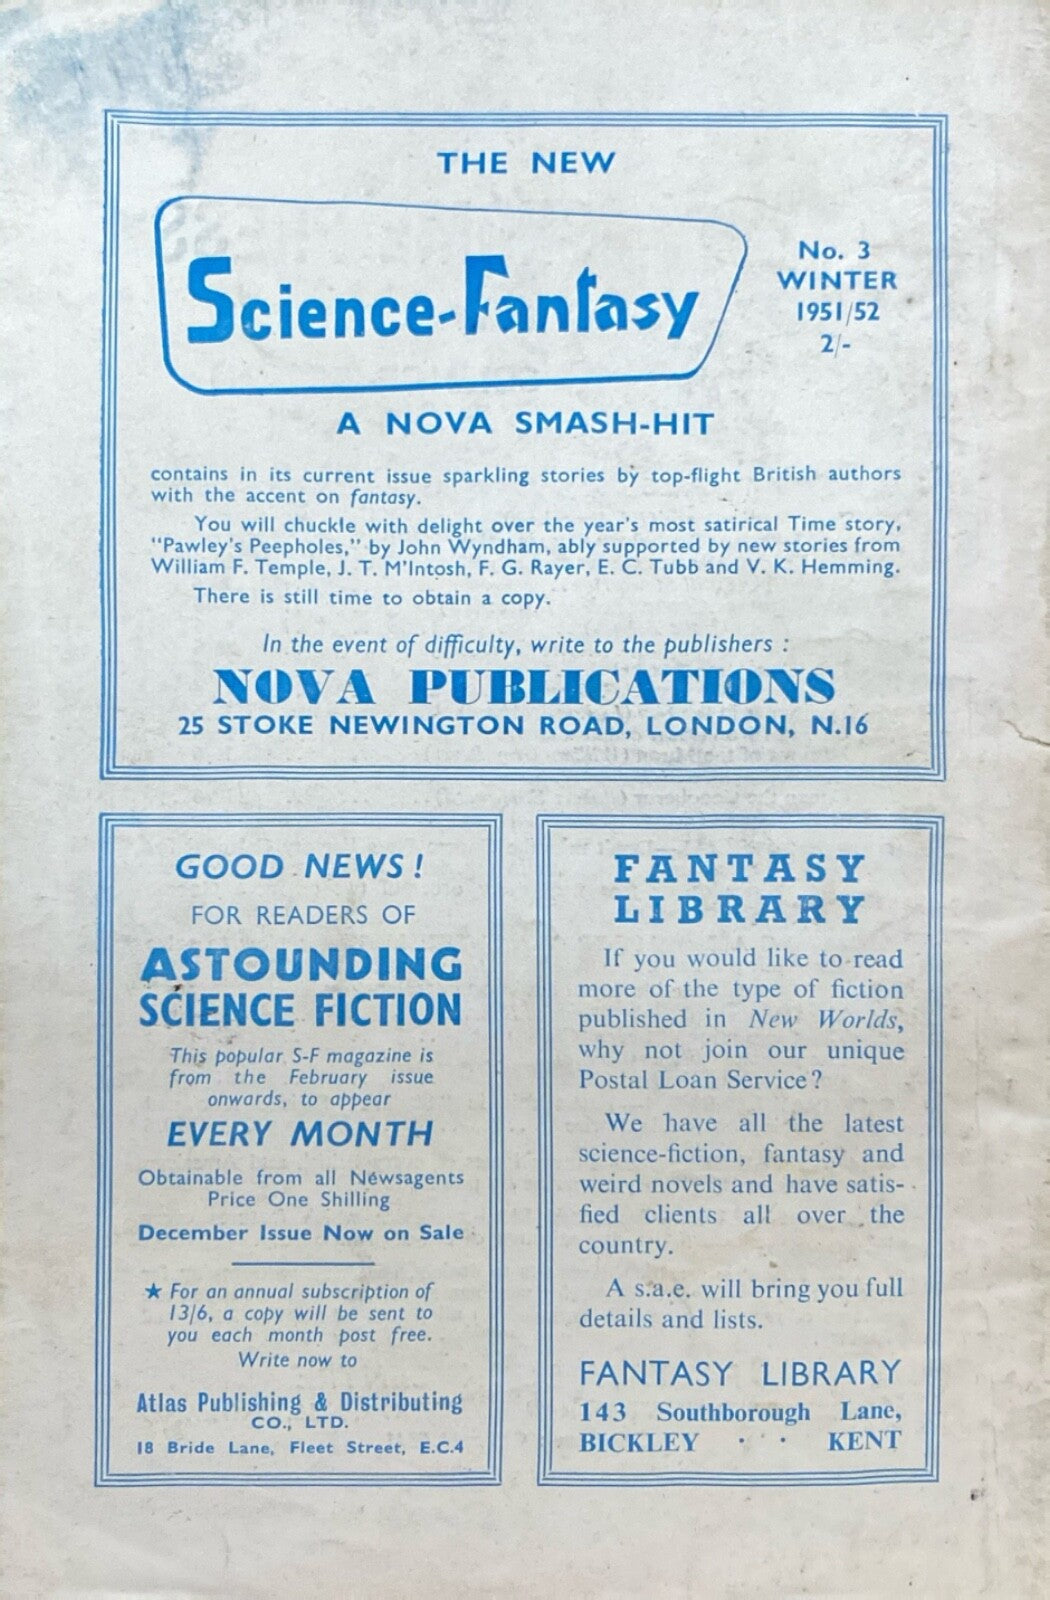 THE NEW
Science-Fantasy
No. 3
WINTER
1951/52
2/-
A NOVA SMASH-HIT
contains in its current issue sparkling stories by top-flight British authors
with the accent on fantasy.
You will chuckle with delight over the year's most satirical Time story,
"Pawley's Peepholes," by John Wyndham, ably supported by new stories from
William F. Temple, J. T. M'Intosh, F. G. Rayer, E. C. Tubb and V. K. Hemming.
There is still time to obtain a copy.
In the event of difficulty, write to the publishers :
NOVA PUBLICATIONS
25 STOKE NEWINGTON ROAD, LONDON, N.16
GOOD NEWS!
FOR READERS OF
ASTOUNDING
SCIENCE FICTION
This popular S-F magazine is
from the February issue
onwards, to appear
EVERY MONTH
Obtainable from all Newsagents
Price One Shilling
December Issue Now on Sale
★ For an annual subscription of
13/6, a copy will be sent to
you each month post free.
Write now to
Atlas Publishing & Distributing
CO., LTD.
18 Bride Lane, Fleet Street, E.C.4
FANTASY
LIBRARY
If you would like to read
more of the type of fiction
published in New Worlds,
why not join our unique
Postal Loan Service?
We have all the latest
science-fiction, fantasy and
weird novels and have satis-
fied clients all over the
country.
A s.a.e. will bring you full
details and lists.
FANTASY LIBRARY
143 Southborough Lane,
BICKLEY · · KENT